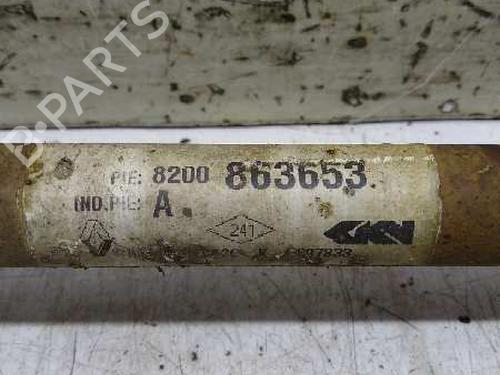 B-PARTS
PIE: 8200 863653
IND.PIE: A
241
GKN